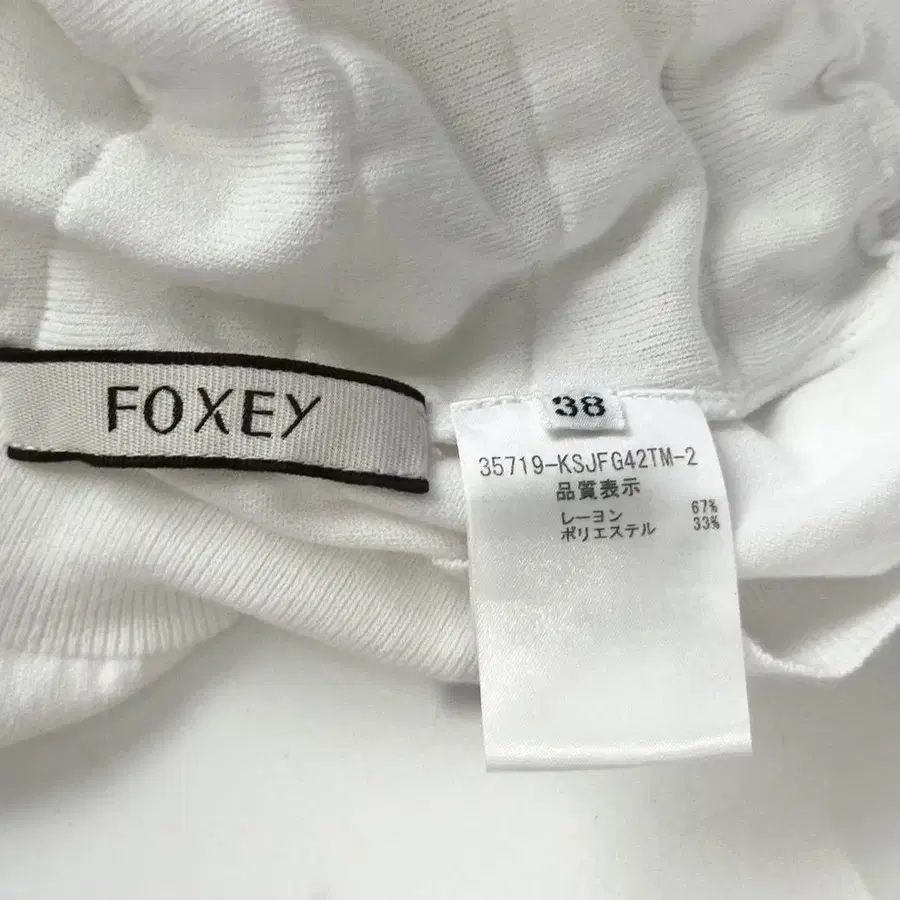 FOXEY
38
35719-KSJFG42TM-2
品質表示
レーヨン 67%
ポリエステル 33%